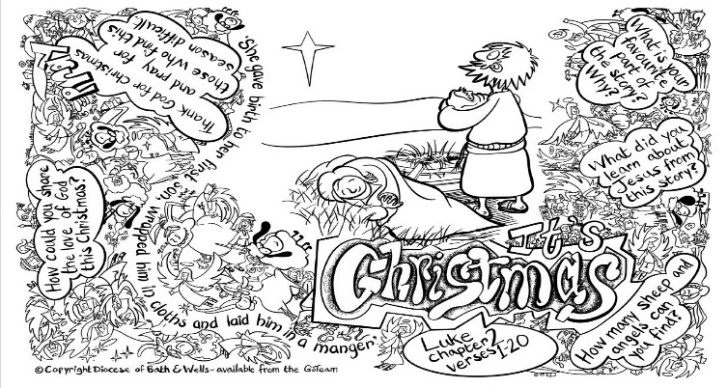 Thank God for Christmas
and pray for
those who find this
season difficult.
'She gave birth to her first son, wrapped him in cloths and laid him in a manger.'
What is your
favourite
part of
the story?
Why?
What did you
learn about
Jesus from
this story?
How could you share
the love of God
this Christmas?
It's
Christmas
Luke
chapter 2
verses 1-20
How many sheep and
angels can
you find?
©Copyright Diocese of Bath & Wells - available from the GoTeam